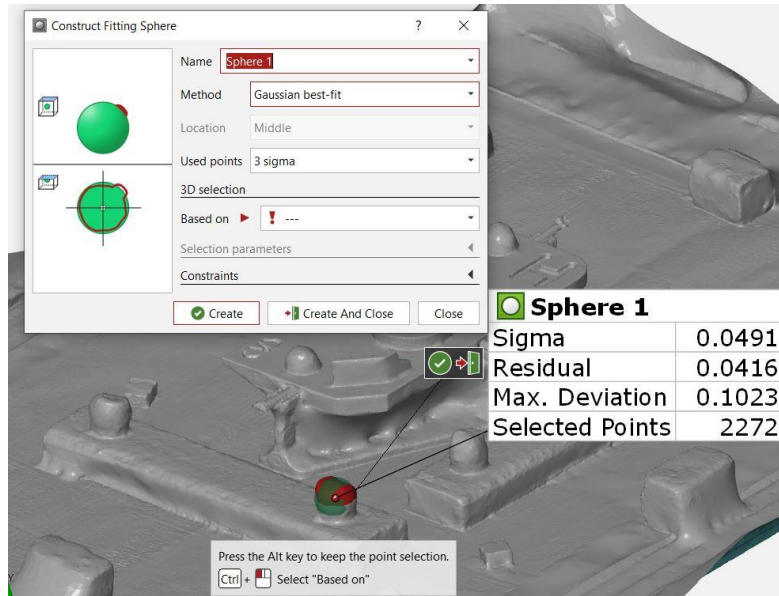 Construct Fitting Sphere
?
Name Sphere 1
Method Gaussian best-fit
Location Middle
Used points 3 sigma
3D selection
Based on ! ---
Selection parameters
Constraints
Create Create And Close Close
Sphere 1
Sigma 0.0491
Residual 0.0416
Max. Deviation 0.1023
Selected Points 2272
Press the Alt key to keep the point selection.
Ctrl + Select "Based on"